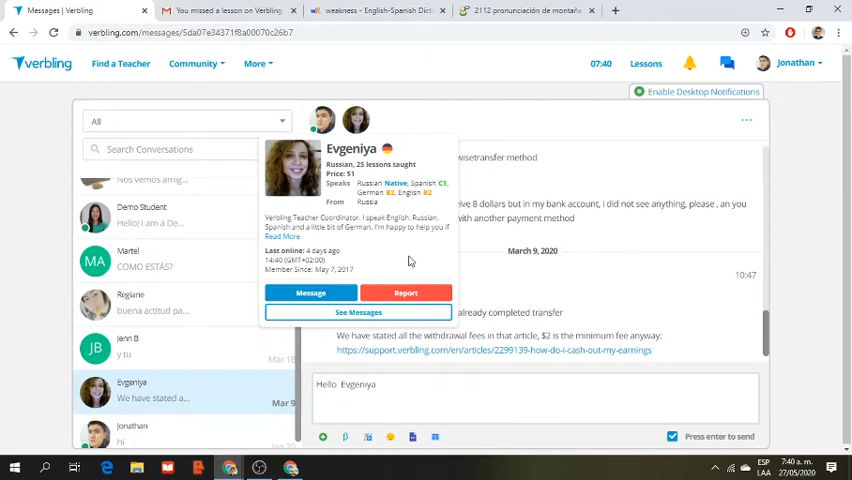 Messages | Verbling
You missed a lesson on Verbling
weakness - English-Spanish Dict
2112 pronunciación de montaña
verbling.com/messages/5da07e34371f8a00070c26b7
verbling
Find a Teacher
Community
More
07:40
Lessons
Jonathan
Enable Desktop Notifications
All
Search Conversations
Nos vemos amig...
Demo Student
Hello! I am a De...
MA
Martel
COMO ESTÁS?
Regiane
buena actitud pa...
JB
Jenn B
y tu
Mar 18
Evgeniya
We have stated a...
Mar 9
Jonathan
hi
Jan 20
Evgeniya
Russian, 25 lessons taught
Price: $1
Speaks Russian Native, Spanish C1,
German B2, English B2
From Russia
Verbling Teacher Coordinator. I speak English, Russian,
Spanish and a little bit of German. I'm happy to help you if
Read More
Last online: 4 days ago
14:40 (GMT+02:00)
Member Since: May 7, 2017
Message
Report
See Messages
wisetransfer method
eive 8 dollars but in my bank account, i did not see anything, please , an you
with another payment method
March 9, 2020
10:47
already completed transfer
We have stated all the withdrawal fees in that article, $2 is the minimum fee anyway:
https://support.verbling.com/en/articles/2299139-how-do-i-cash-out-my-earnings
Hello Evgeniya
Press enter to send
ESP
LAA
7:40 a. m.
27/05/2020